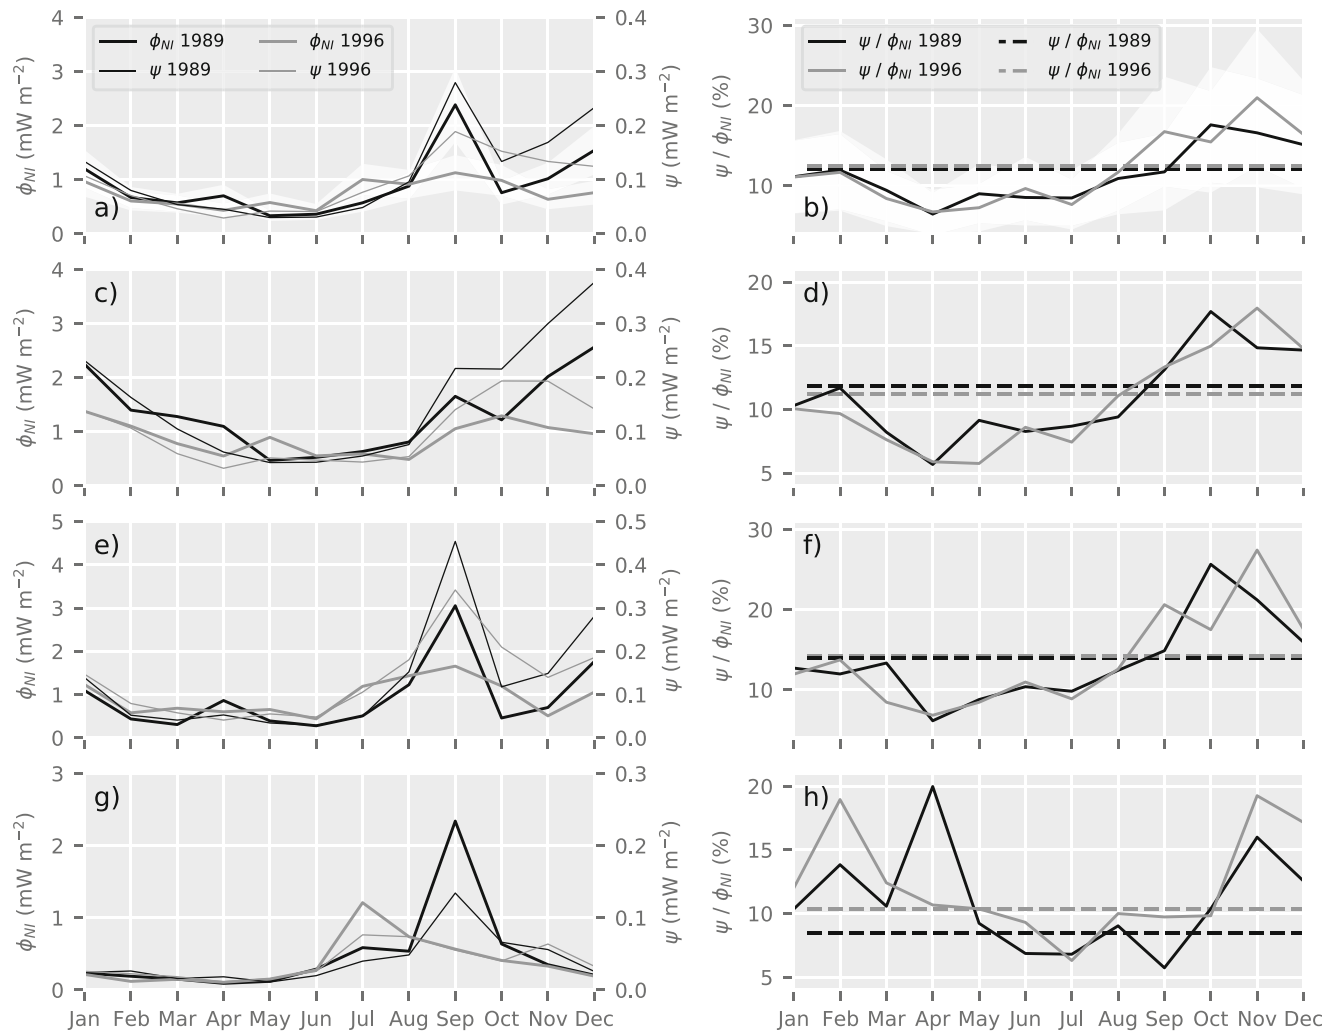 4
3
2
1
0
ϕNI (mW m−2)
ϕNI 1989
ψ 1989
ϕNI 1996
ψ 1996
a)
0.4
0.3
0.2
0.1
0.0
ψ (mW m−2)
30
20
10
ψ / ϕNI (%)
ψ / ϕNI 1989
ψ / ϕNI 1996
ψ / ϕNI 1989
ψ / ϕNI 1996
b)
4
3
2
1
0
ϕNI (mW m−2)
c)
0.4
0.3
0.2
0.1
0.0
ψ (mW m−2)
20
15
10
5
ψ / ϕNI (%)
d)
5
4
3
2
1
0
ϕNI (mW m−2)
e)
0.5
0.4
0.3
0.2
0.1
0.0
ψ (mW m−2)
30
20
10
ψ / ϕNI (%)
f)
3
2
1
0
ϕNI (mW m−2)
g)
0.3
0.2
0.1
0.0
ψ (mW m−2)
Jan Feb Mar Apr May Jun Jul Aug Sep Oct Nov Dec
20
15
10
5
ψ / ϕNI (%)
h)
Jan Feb Mar Apr May Jun Jul Aug Sep Oct Nov Dec